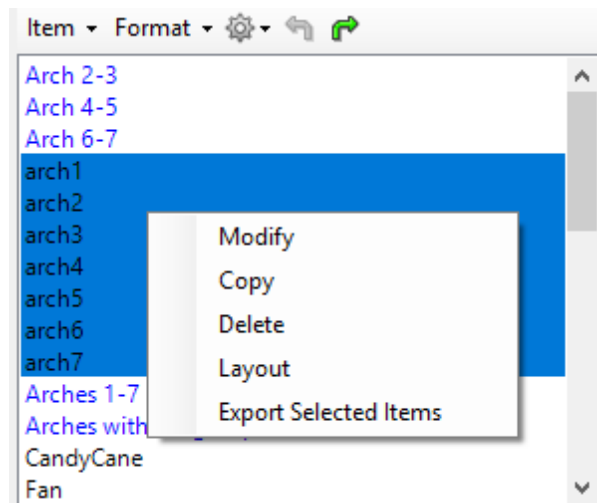 Item Format
Arch 2-3
Arch 4-5
Arch 6-7
arch1
arch2
arch3
arch4
arch5
arch6
arch7
Arches 1-7
Arches with
CandyCane
Fan
Modify
Copy
Delete
Layout
Export Selected Items